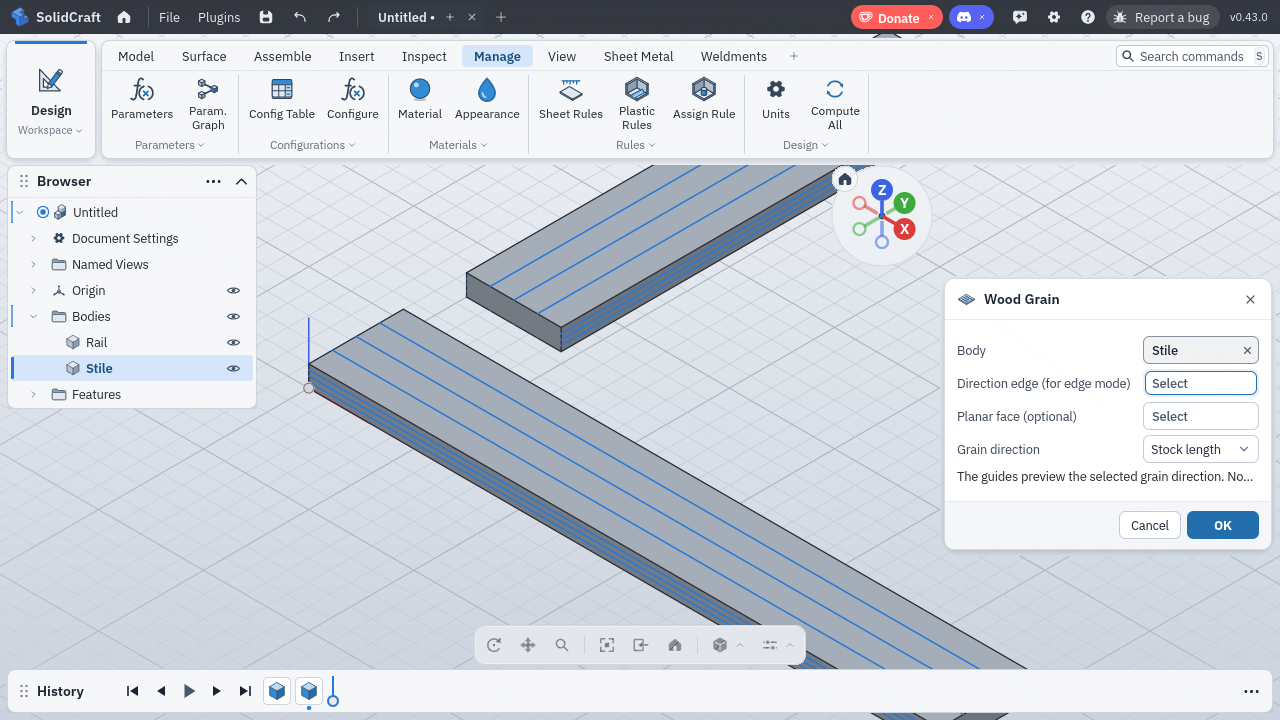 SolidCraft
File
Plugins
Untitled •
Donate
Report a bug
v0.43.0
Design
Workspace
Model
Surface
Assemble
Insert
Inspect
Manage
View
Sheet Metal
Weldments
Search commands
S
Parameters
Param. Graph
Parameters
Config Table
Configure
Configurations
Material
Appearance
Materials
Sheet Rules
Plastic Rules
Assign Rule
Rules
Units
Compute All
Design
Browser
Untitled
Document Settings
Named Views
Origin
Bodies
Rail
Stile
Features
Z
Y
X
Wood Grain
Body
Stile
Direction edge (for edge mode)
Select
Planar face (optional)
Select
Grain direction
Stock length
The guides preview the selected grain direction. No...
Cancel
OK
History